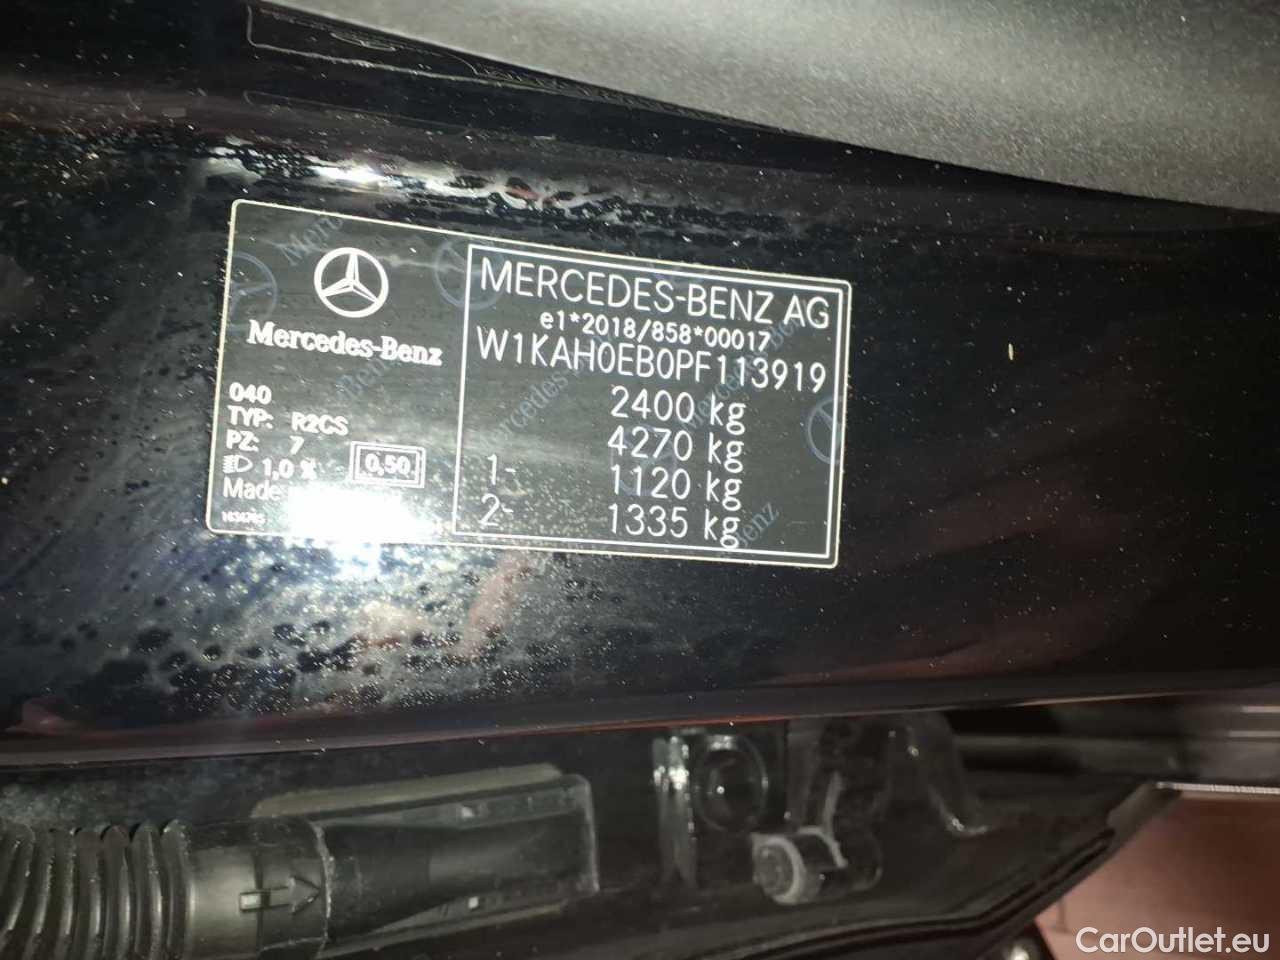 Mercedes-Benz
040
TYP: R2CS
PZ: 7
1,0 %
0,50
Made
MERCEDES-BENZ AG
e1*2018/858*00017
W1KAH0EB0PF113919
2400 kg
4270 kg
1- 1120 kg
2- 1335 kg
CarOutlet.eu